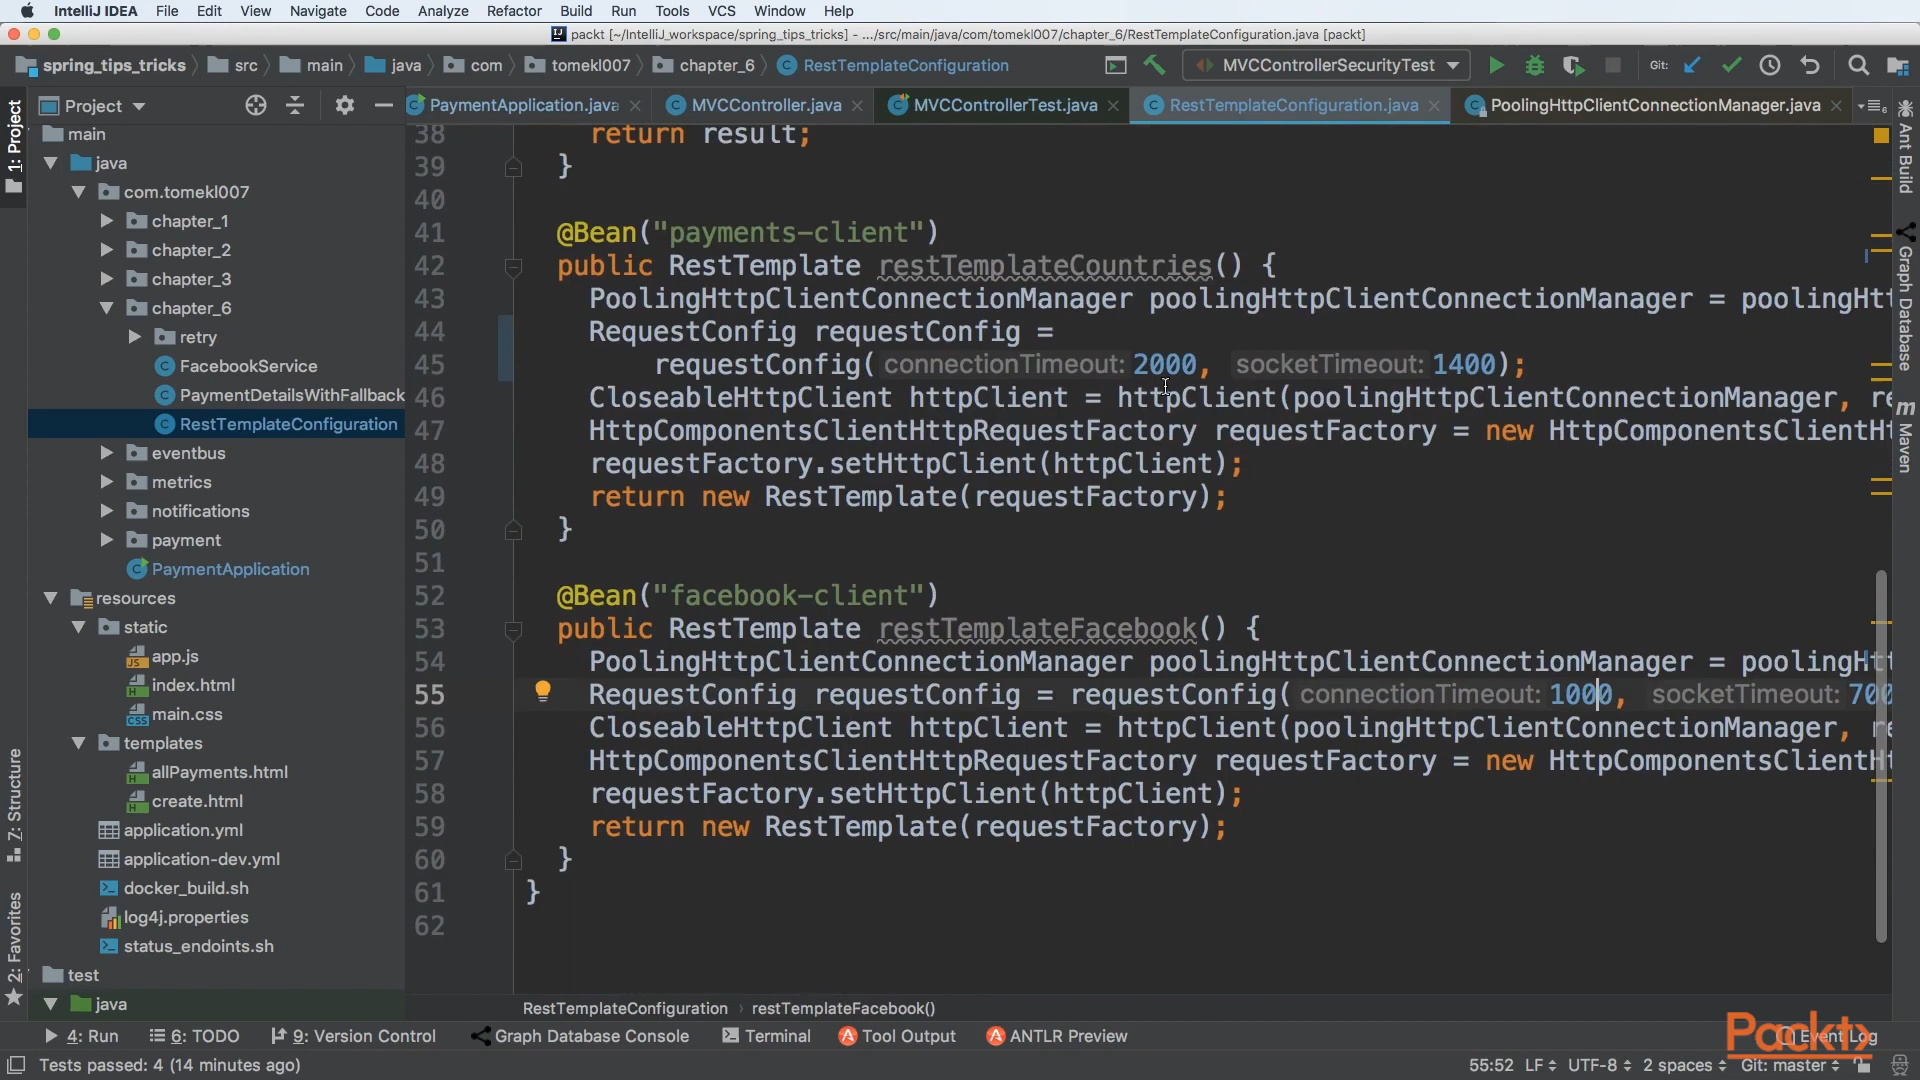 IntelliJ IDEA File Edit View Navigate Code Analyze Refactor Build Run Tools VCS Window Help
packt [~/IntelliJ_workspace/spring_tips_tricks] - .../src/main/java/com/tomekl007/chapter_6/RestTemplateConfiguration.java [packt]
spring_tips_tricks src main java com tomekl007 chapter_6 RestTemplateConfiguration MVCControllerSecurityTest Git:
Project PaymentApplication.java MVCController.java MVCControllerTest.java RestTemplateConfiguration.java PoolingHttpClientConnectionManager.java
1: Project
7: Structure
2: Favorites
main
java
com.tomekl007
chapter_1
chapter_2
chapter_3
chapter_6
retry
FacebookService
PaymentDetailsWithFallback
RestTemplateConfiguration
eventbus
metrics
notifications
payment
PaymentApplication
resources
static
app.js
index.html
main.css
templates
allPayments.html
create.html
application.yml
application-dev.yml
docker_build.sh
log4j.properties
status_endoints.sh
test
java
38 return result;
39 }
40
41 @Bean("payments-client")
42 public RestTemplate restTemplateCountries() {
43 PoolingHttpClientConnectionManager poolingHttpClientConnectionManager = poolingHtt
44 RequestConfig requestConfig =
45 requestConfig( connectionTimeout: 2000, socketTimeout: 1400);
46 CloseableHttpClient httpClient = httpClient(poolingHttpClientConnectionManager, re
47 HttpComponentsClientHttpRequestFactory requestFactory = new HttpComponentsClientHt
48 requestFactory.setHttpClient(httpClient);
49 return new RestTemplate(requestFactory);
50 }
51
52 @Bean("facebook-client")
53 public RestTemplate restTemplateFacebook() {
54 PoolingHttpClientConnectionManager poolingHttpClientConnectionManager = poolingHtt
55 RequestConfig requestConfig = requestConfig( connectionTimeout: 1000, socketTimeout: 700
56 CloseableHttpClient httpClient = httpClient(poolingHttpClientConnectionManager, re
57 HttpComponentsClientHttpRequestFactory requestFactory = new HttpComponentsClientHt
58 requestFactory.setHttpClient(httpClient);
59 return new RestTemplate(requestFactory);
60 }
61 }
62
Ant Build
Graph Database
Maven
RestTemplateConfiguration › restTemplateFacebook()
4: Run 6: TODO 9: Version Control Graph Database Console Terminal Tool Output ANTLR Preview Event Log
Packt>
Tests passed: 4 (14 minutes ago) 55:52 LF UTF-8 2 spaces Git: master